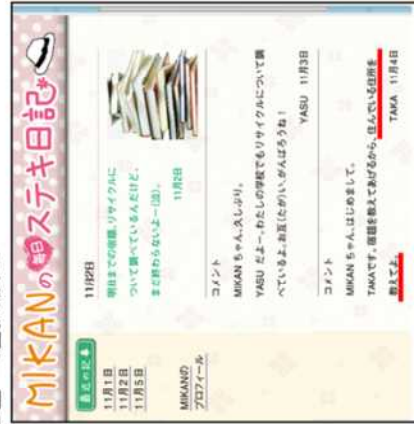 MIKANの毎日ステキ日記
最近の記事
11月1日
11月2日
11月5日
MIKANの
プロフィール
11月2日
明日までの宿題、リサイクルに
ついて調べているんだけど、
まだ終わらないよー(泣)。
11月2日
コメント
MIKANちゃん、久しぶり。
YASUだよー。わたしの学校でもリサイクルについて調
べているよ。お互(たが)い、がんばろうね!
YASU 11月3日
コメント
MIKANちゃん、はじめまして。
TAKAです。宿題を教えてあげるから、住んでいる住所を
教えてよ。
TAKA 11月4日